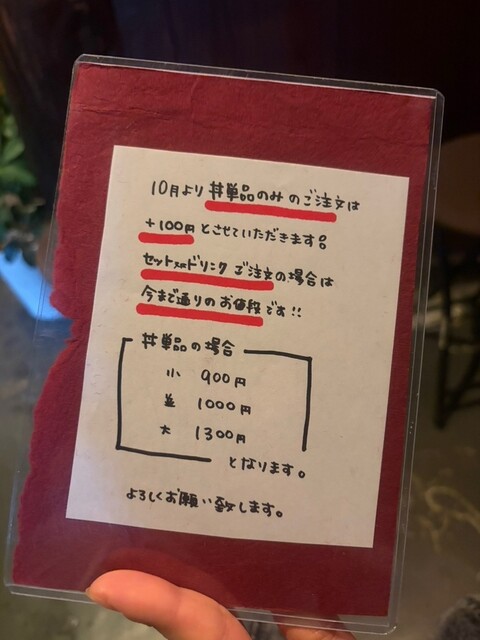 10月より 丼単品のみ のご注文は
+100円 とさせていただきます。
セット又はドリンク ご注文の場合は
今まで通りのお値段です!!
丼単品の場合
小 900円
並 1000円
大 1300円
となります。
よろしくお願い致します。